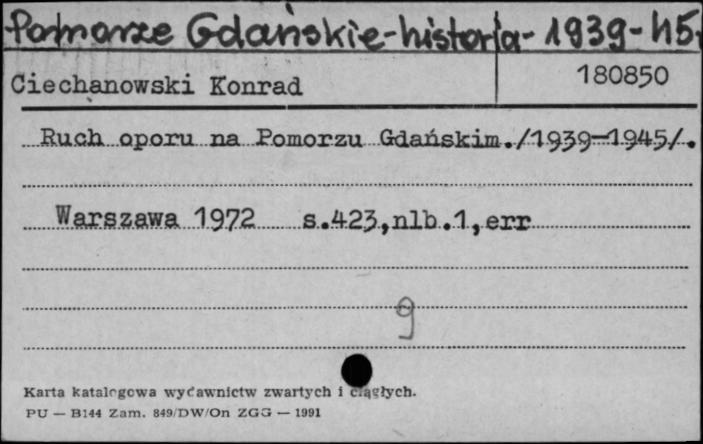 Pomorze Gdańskie-historja-1939-45.
Ciechanowski Konrad 180850
Ruch oporu na Pomorzu Gdańskim./1939-1945/.
Warszawa 1972 s.423,nlb.1,err
9
Karta katalogowa wydawnictw zwartych i ciągłych.
PU — B144 Zam. 849/DW/On ZGG — 1991